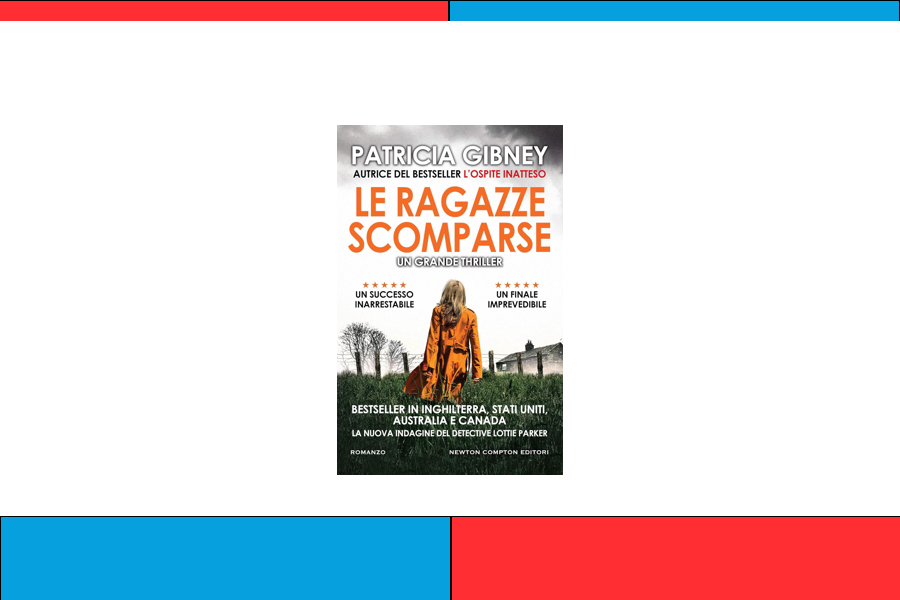 PATRICIA GIBNEY
AUTRICE DEL BESTSELLER L'OSPITE INATTESO
LE RAGAZZE
SCOMPARSE
UN GRANDE THRILLER
★★★★★
UN SUCCESSO
INARRESTABILE
★★★★★
UN FINALE
IMPREVEDIBILE
BESTSELLER IN INGHILTERRA, STATI UNITI,
AUSTRALIA E CANADA
LA NUOVA INDAGINE DEL DETECTIVE LOTTIE PARKER
ROMANZO
NEWTON COMPTON EDITORI